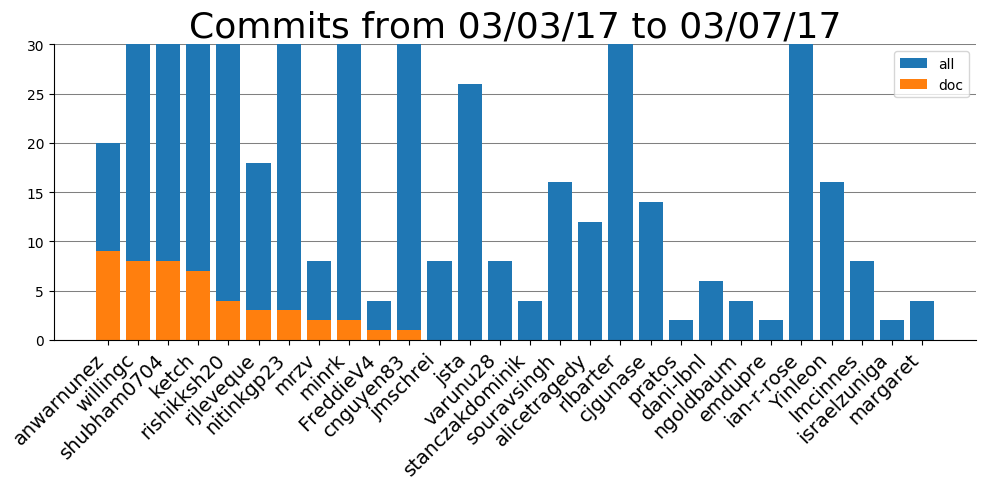 Commits from 03/03/17 to 03/07/17
30
25
20
15
10
5
0
all
doc
anwarnunez
willingc
shubham0704
ketch
rishikksh20
rjleveque
nitinkgp23
mrzv
minrk
FreddieV4
cnguyen83
jmschrei
jsta
varunu28
stanczakdominik
souravsingh
alicetragedy
rlbarter
cjgunase
pratos
dani-lbnl
ngoldbaum
emdupre
ian-r-rose
Yinleon
lmcinnes
israelzuniga
margaret